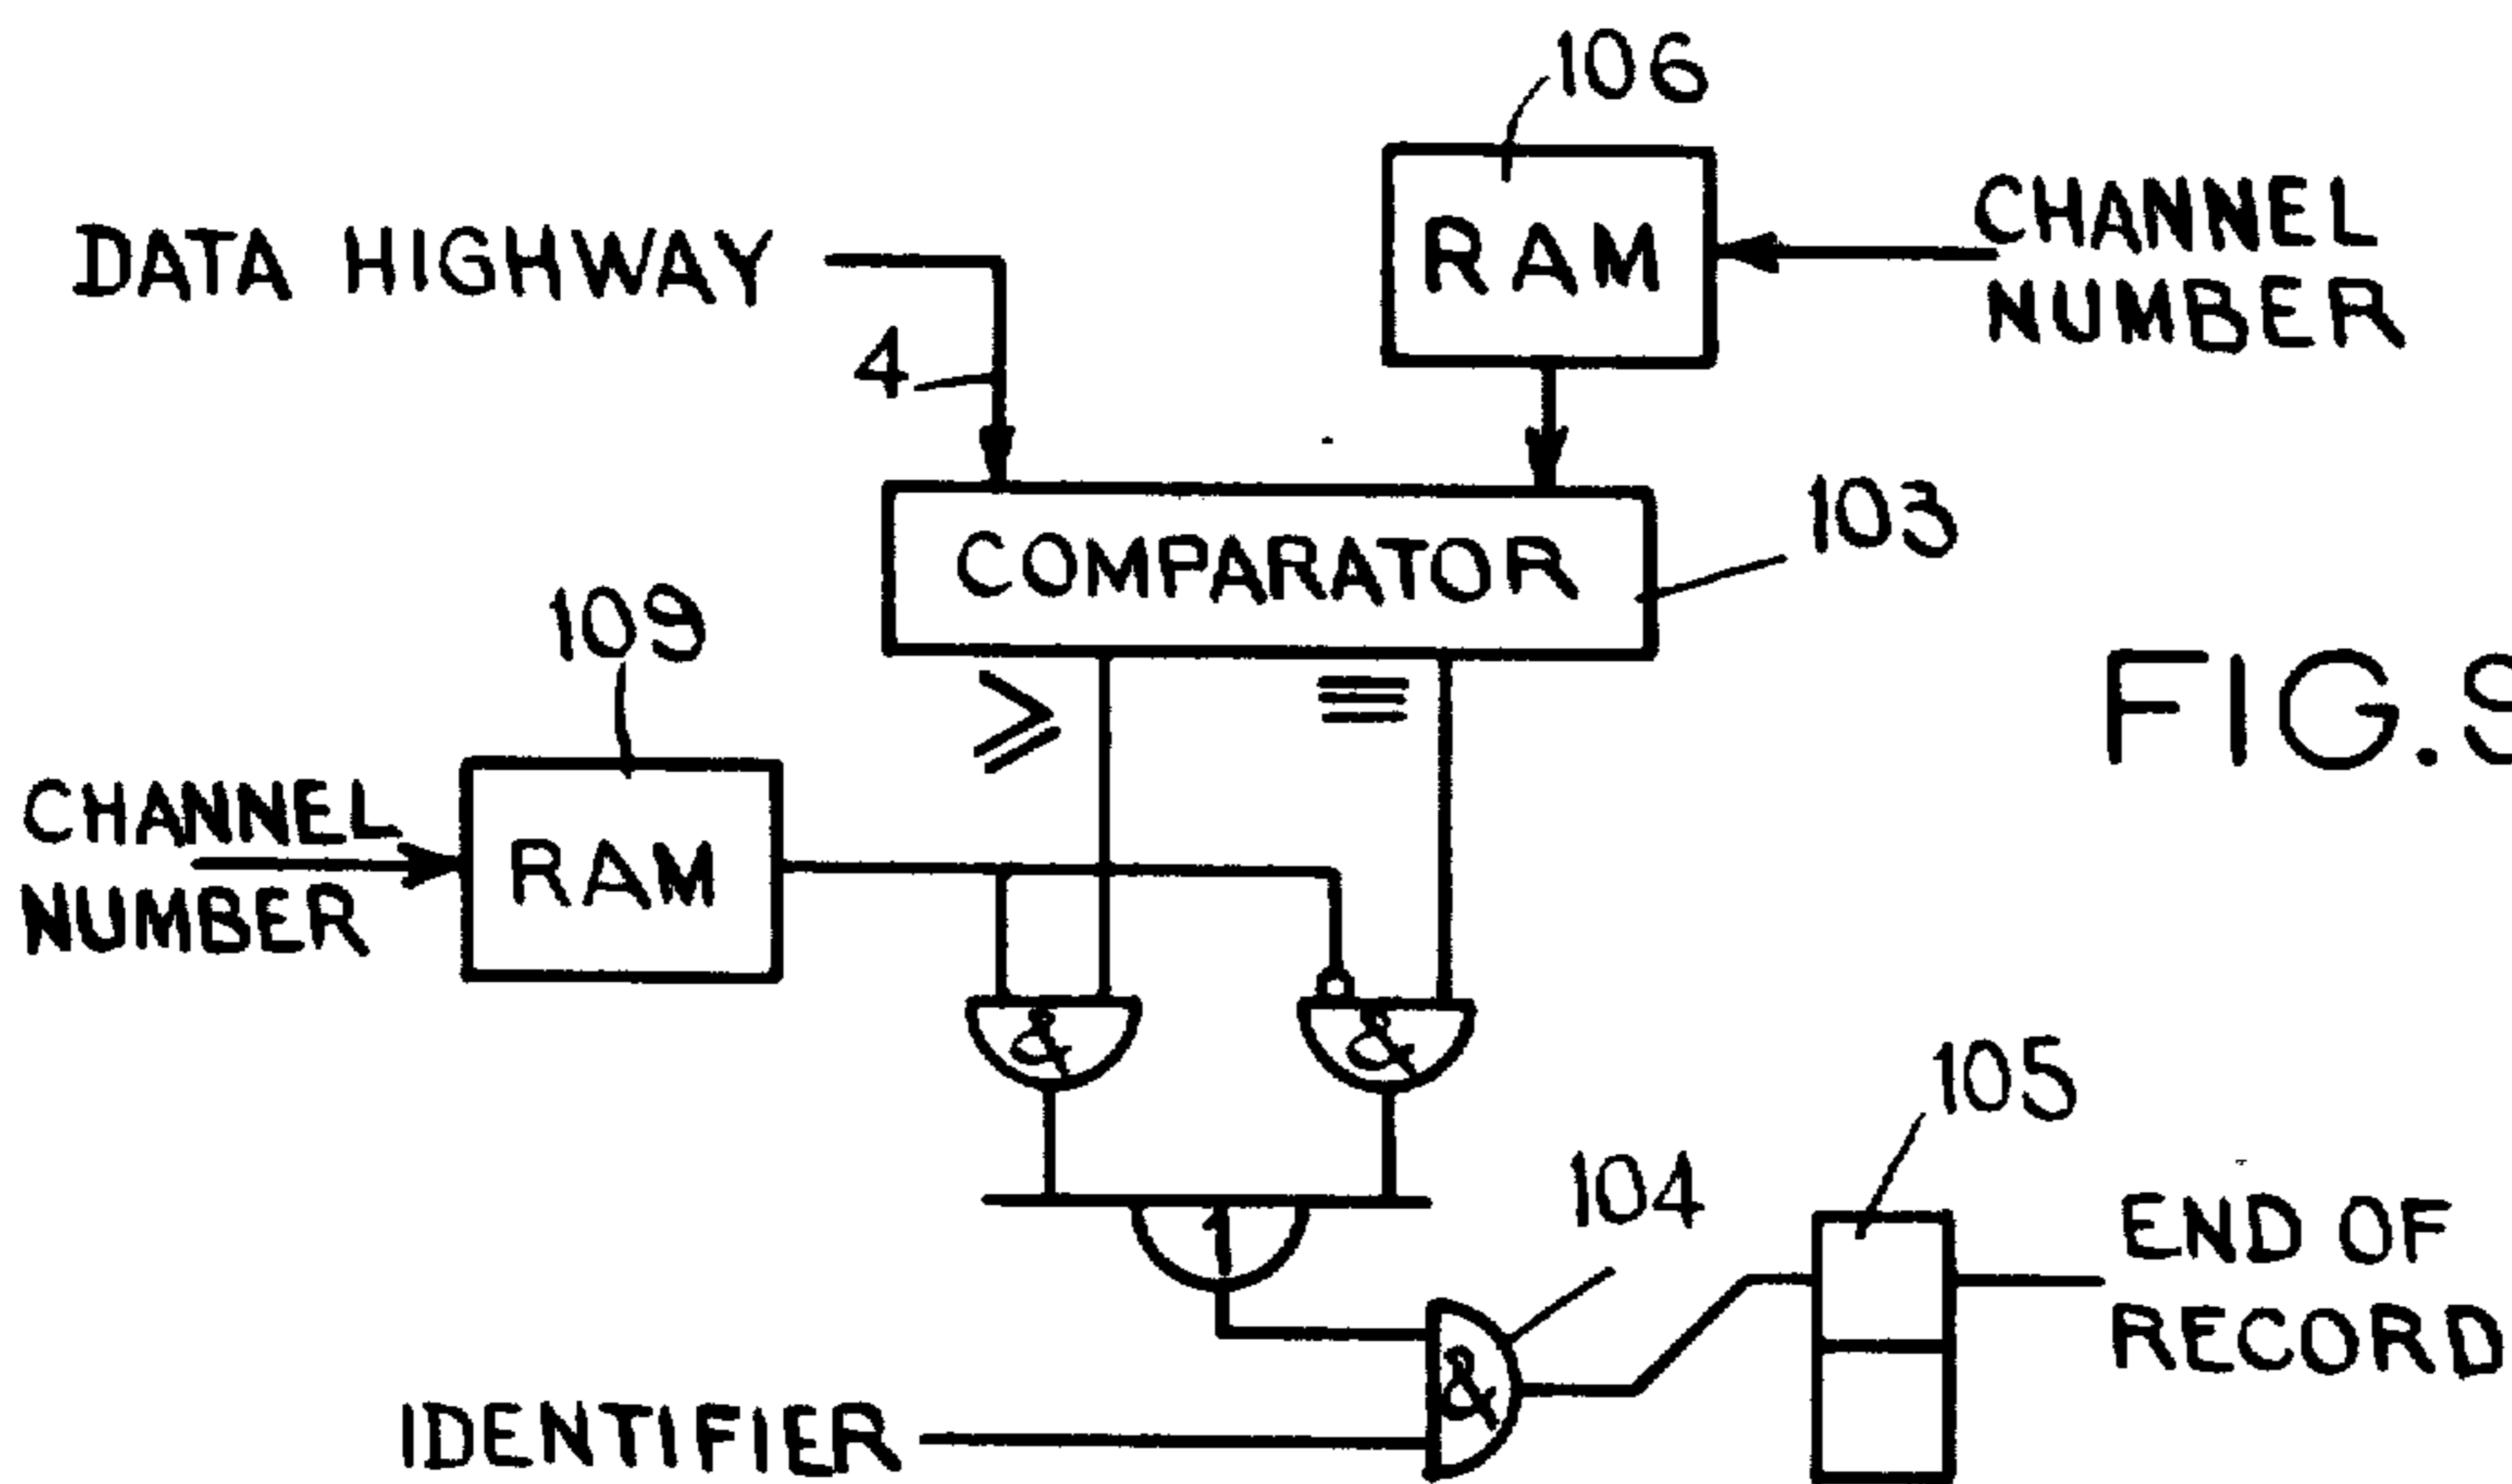 106
DATA HIGHWAY
RAM
CHANNEL
NUMBER
4
COMPARATOR
103
109
⩾
≡
FIG.
CHANNEL
NUMBER
RAM
&
&
105
104
1
END OF
RECORD
&
IDENTIFIER